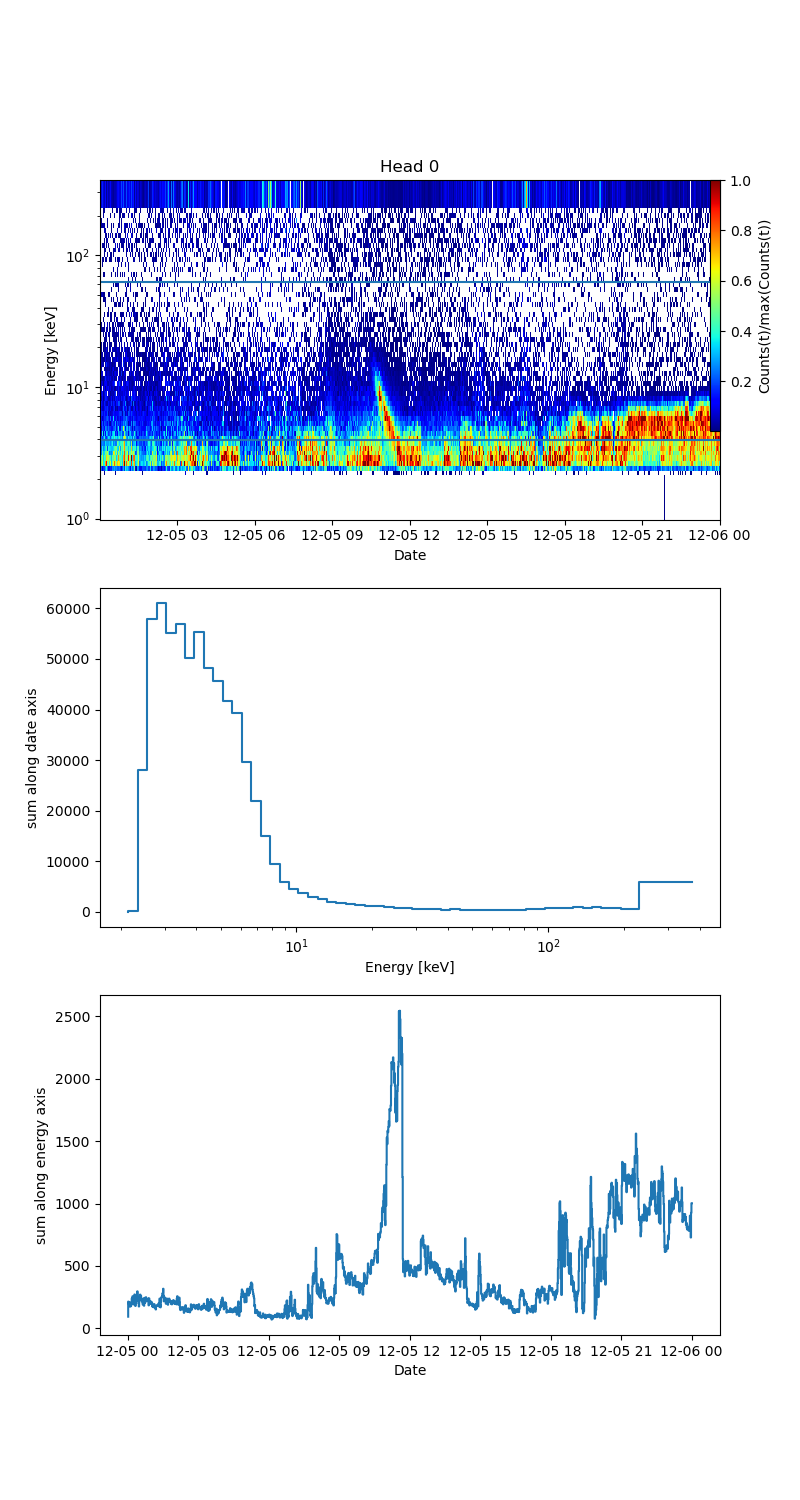 Head 0
Energy [keV]
10²
10¹
10⁰
12-05 03 12-05 06 12-05 09 12-05 12 12-05 15 12-05 18 12-05 21 12-06 00
Date
1.0
0.8
0.6
0.4
0.2
Counts(t)/max(Counts(t))
sum along date axis
60000
50000
40000
30000
20000
10000
0
10¹ 10²
Energy [keV]
sum along energy axis
2500
2000
1500
1000
500
0
12-05 00 12-05 03 12-05 06 12-05 09 12-05 12 12-05 15 12-05 18 12-05 21 12-06 00
Date